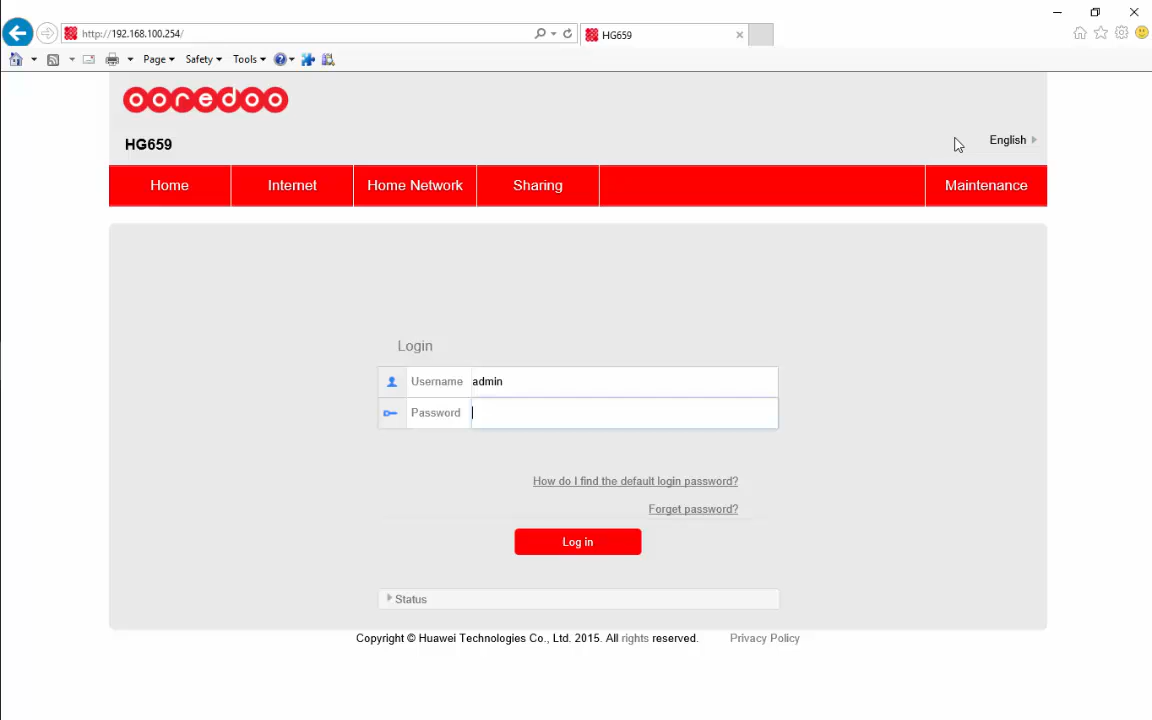 http://192.168.100.254/
HG659
Page
Safety
Tools
ooredoo
HG659
English
Home
Internet
Home Network
Sharing
Maintenance
Login
Username admin
Password
How do I find the default login password?
Forget password?
Log in
Status
Copyright © Huawei Technologies Co., Ltd. 2015. All rights reserved. Privacy Policy